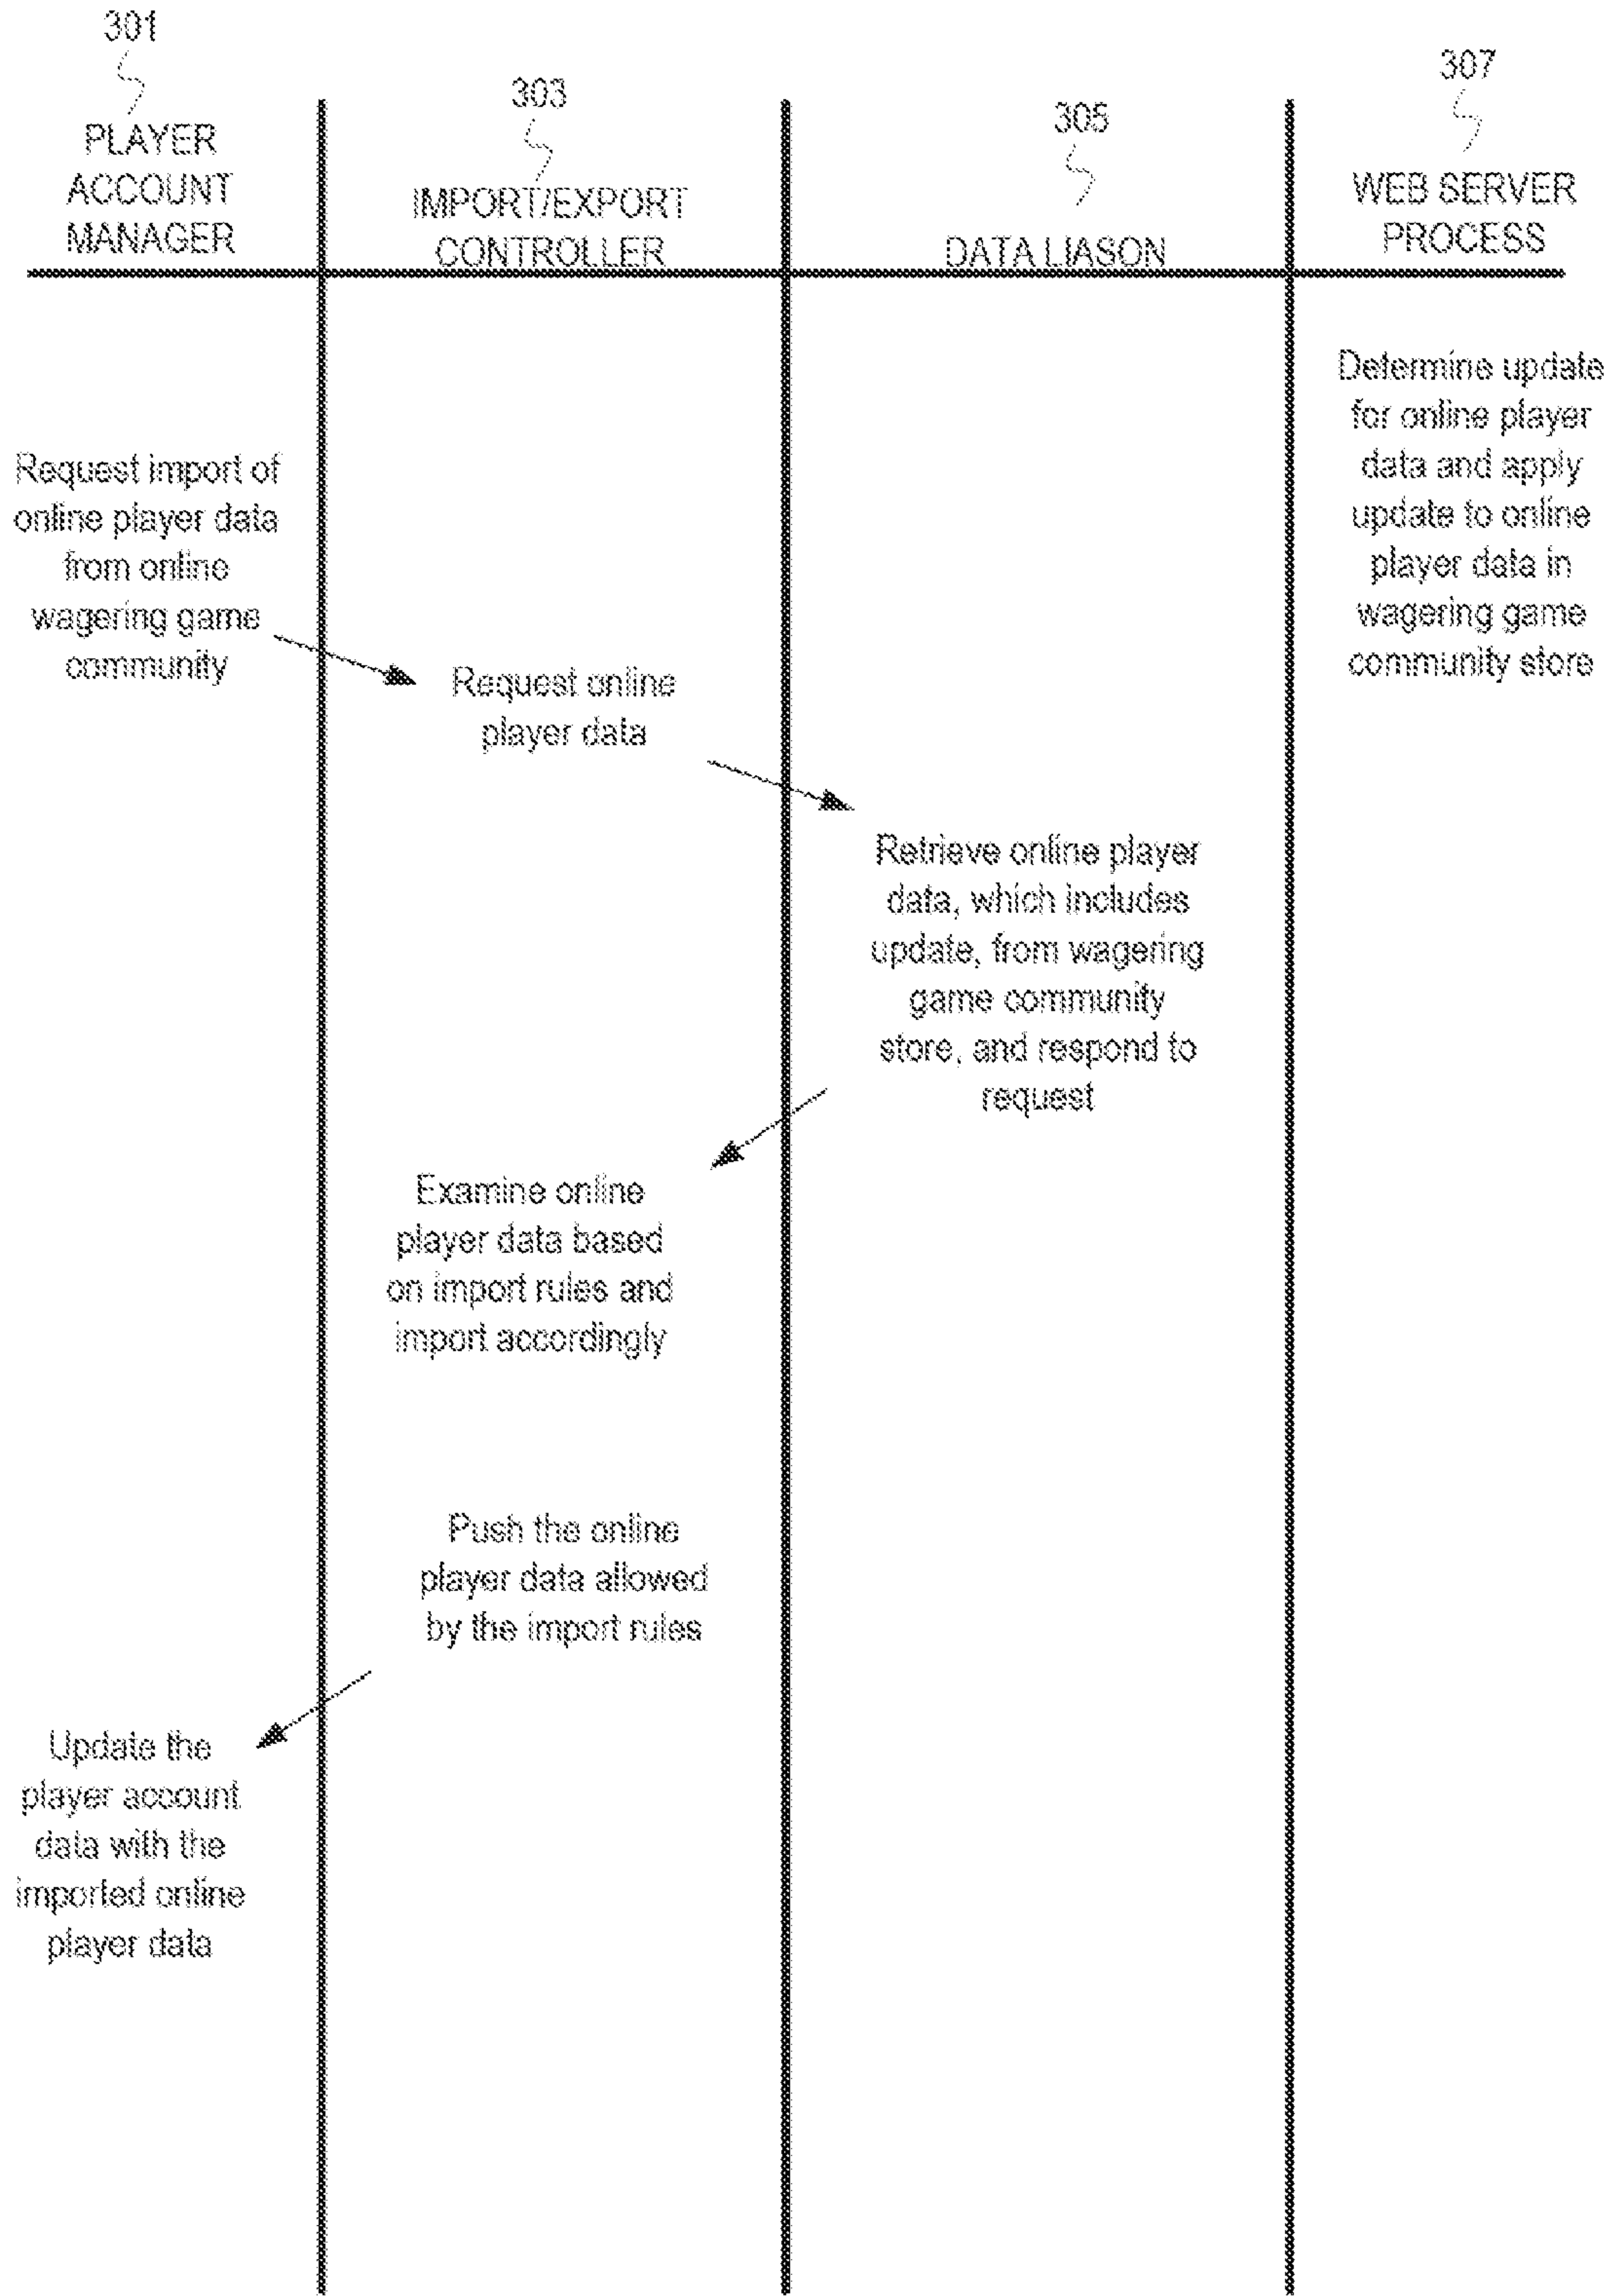 301
PLAYER
ACCOUNT
MANAGER
303
IMPORT/EXPORT
CONTROLLER
305
DATA LIASON
307
WEB SERVER
PROCESS
Determine update
for online player
data and apply
update to online
player data in
wagering game
community store
Request import of
online player data
from online
wagering game
community
Request online
player data
Retrieve online player
data, which includes
update, from wagering
game community
store, and respond to
request
Examine online
player data based
on import rules and
import accordingly
Push the online
player data allowed
by the import rules
Update the
player account
data with the
imported online
player data